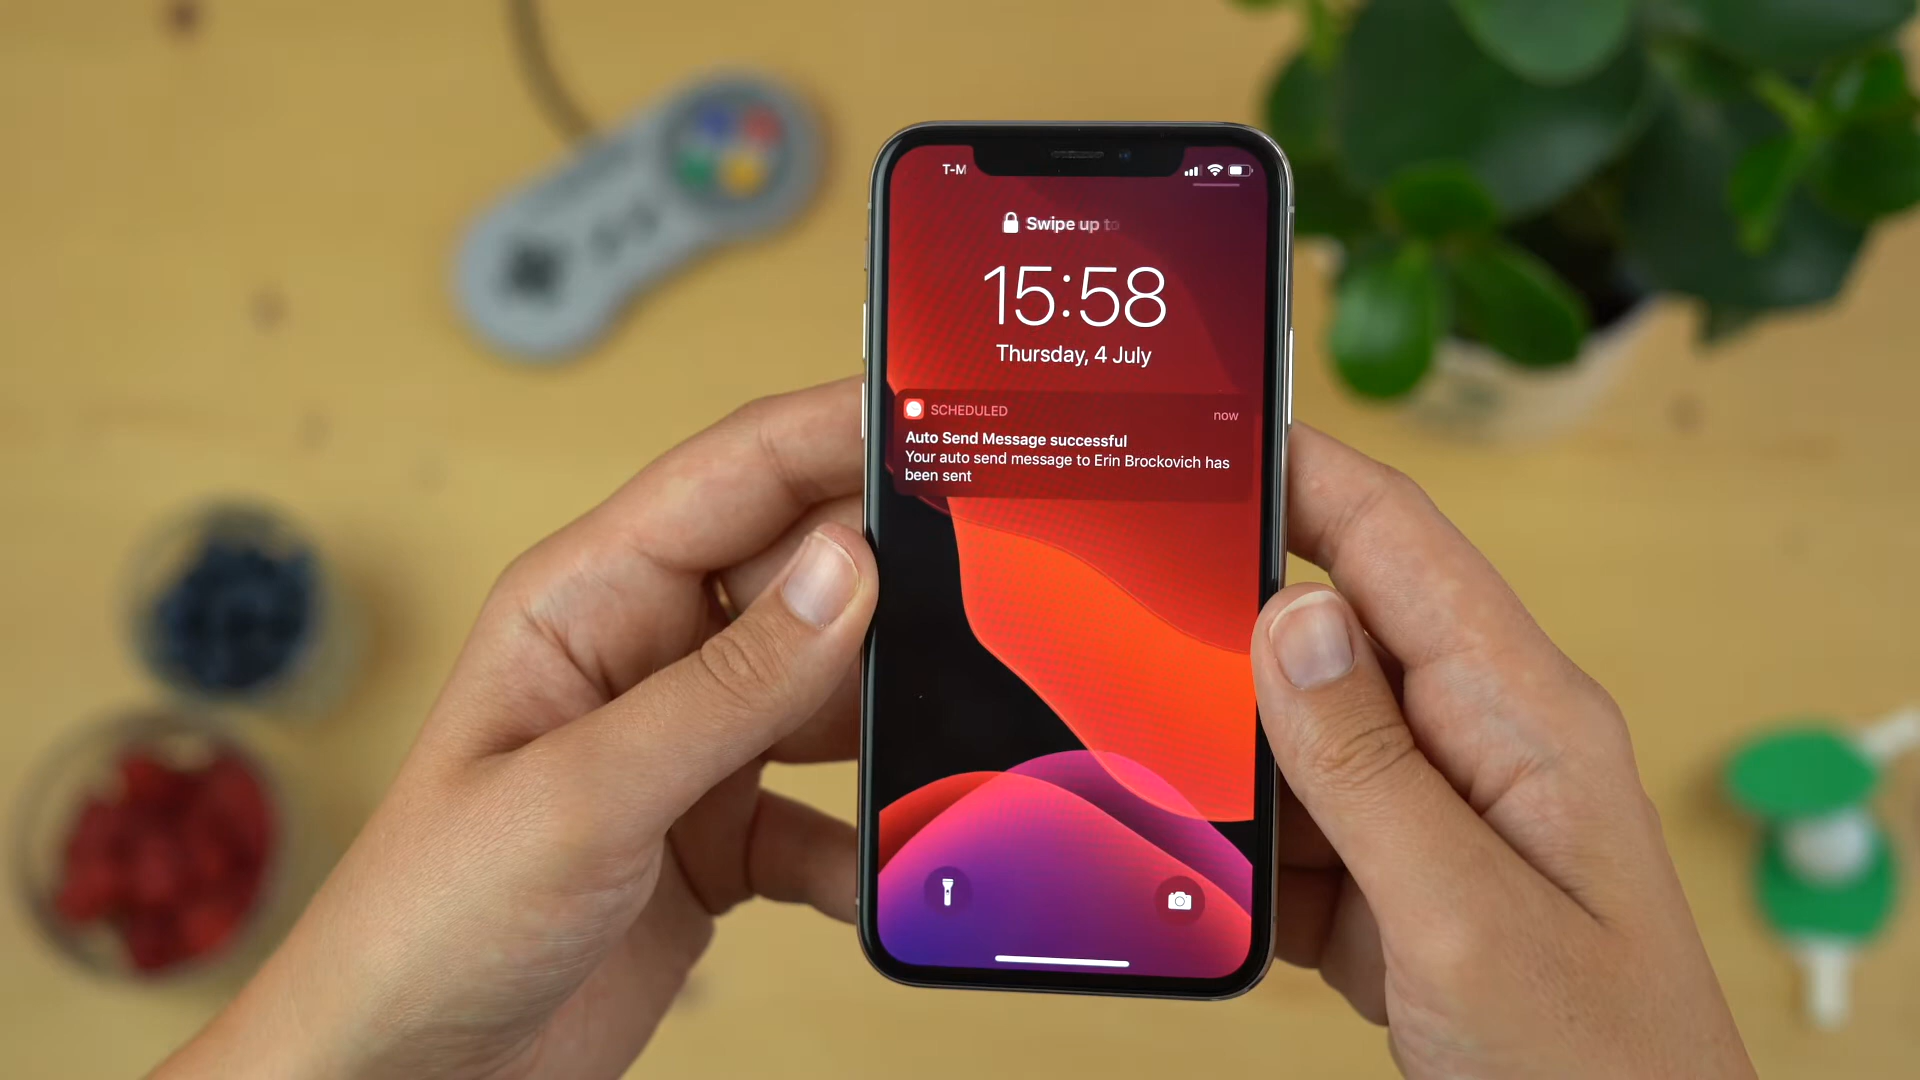 T-M
Swipe up to
15:58
Thursday, 4 July
SCHEDULED
now
Auto Send Message successful
Your auto send message to Erin Brockovich has
been sent